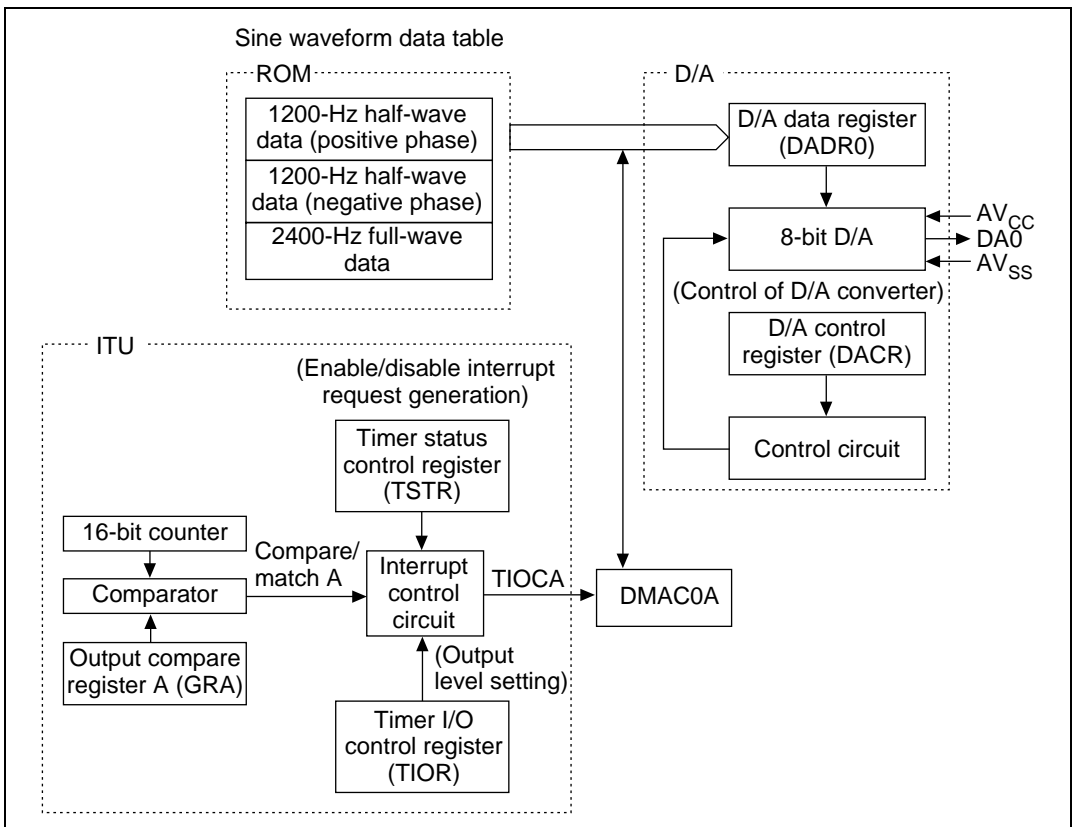 Sine waveform data table
ROM
1200-Hz half-wave
data (positive phase)
1200-Hz half-wave
data (negative phase)
2400-Hz full-wave
data
D/A
D/A data register
(DADR0)
8-bit D/A
AVCC
DA0
AVSS
(Control of D/A converter)
D/A control
register (DACR)
Control circuit
ITU
(Enable/disable interrupt
request generation)
Timer status
control register
(TSTR)
16-bit counter
Comparator
Output compare
register A (GRA)
Compare/
match A
Interrupt
control
circuit
TIOCA
DMAC0A
(Output
level setting)
Timer I/O
control register
(TIOR)